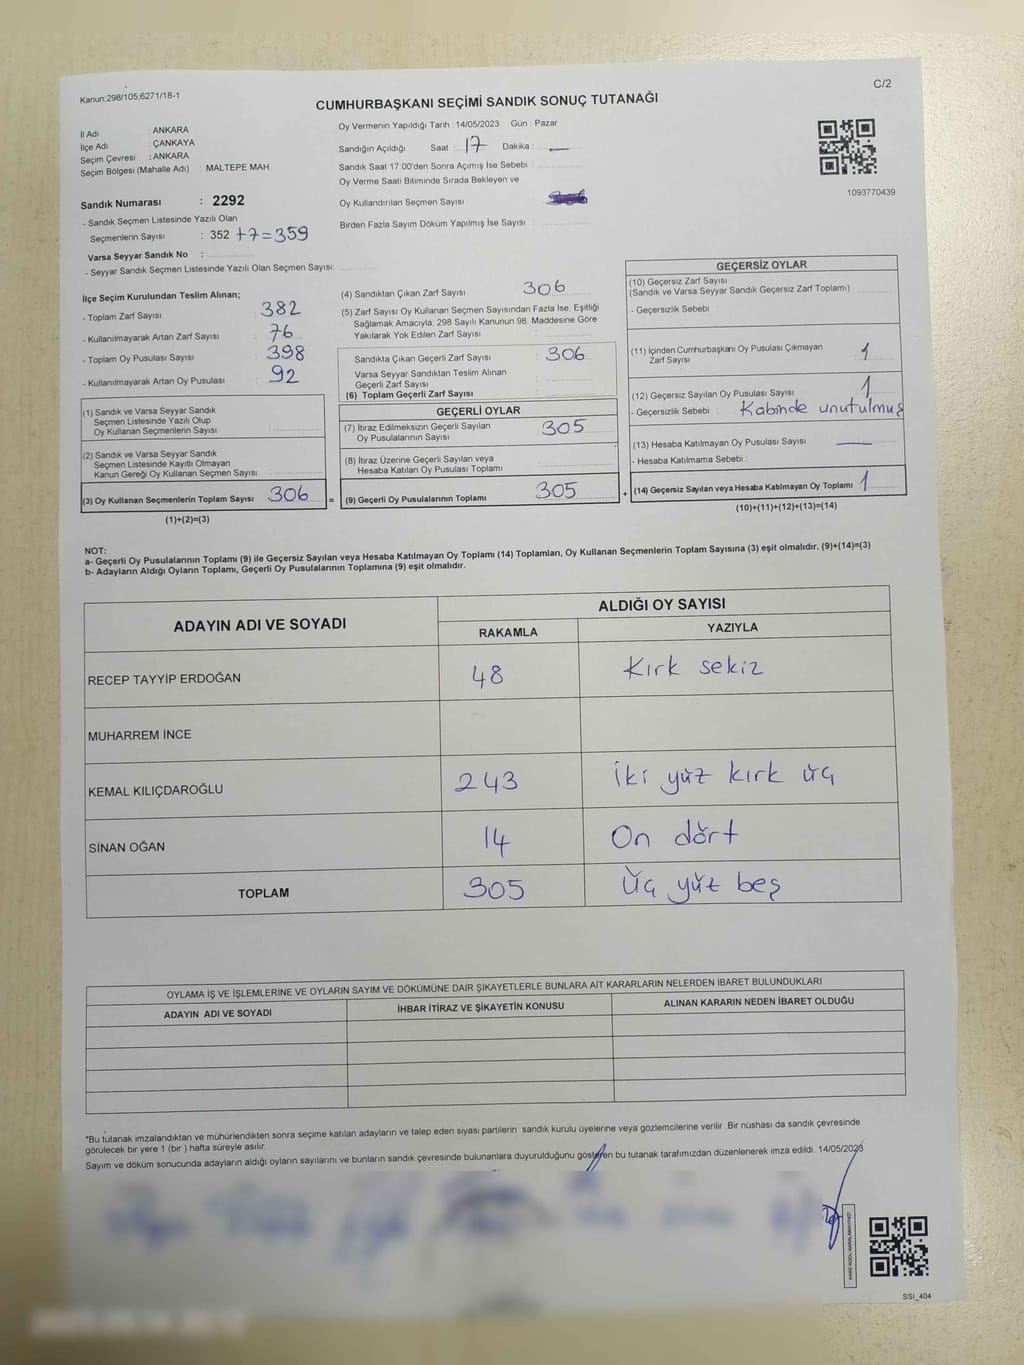 Kanun;298/105;6271/18-1
C/2
CUMHURBAŞKANI SEÇİMİ SANDIK SONUÇ TUTANAĞI
İl Adı : ANKARA
İlçe Adı : ÇANKAYA
Seçim Çevresi : ANKARA
Seçim Bölgesi (Mahalle Adı) : MALTEPE MAH.
Sandık Numarası : 2292
- Sandık Seçmen Listesinde Yazılı Olan
Seçmenlerin Sayısı : 352 +7=359
Varsa Seyyar Sandık No :
- Seyyar Sandık Seçmen Listesinde Yazılı Olan Seçmen Sayısı:
Oy Vermenin Yapıldığı Tarih : 14/05/2023 Gün : Pazar
Sandığın Açıldığı Saat : 17 Dakika : —
Sandık Saat 17:00'den Sonra Açımış İse Sebebi :
Oy Verme Saati Bitiminde Sırada Bekleyen ve
Oy Kullandırılan Seçmen Sayısı
Birden Fazla Sayım Döküm Yapılmış İse Sayısı :
1093770439
İlçe Seçim Kurulundan Teslim Alınan;
- Toplam Zarf Sayısı : 382
- Kullanılmayarak Artan Zarf Sayısı : 76
- Toplam Oy Pusulası Sayısı : 398
- Kullanılmayarak Artan Oy Pusulası : 92
(1) Sandık ve Varsa Seyyar Sandık
Seçmen Listesinde Yazılı Olup
Oy Kullanan Seçmenlerin Sayısı :
(2) Sandık ve Varsa Seyyar Sandık
Seçmen Listesinde Kayıtlı Olmayan
Kanun Gereği Oy Kullanan Seçmen Sayısı :
(3) Oy Kullanan Seçmenlerin Toplam Sayısı : 306
(1)+(2)=(3)
=
(4) Sandıktan Çıkan Zarf Sayısı : 306
(5) Zarf Sayısı Oy Kullanan Seçmen Sayısından Fazla İse, Eşitliği
Sağlamak Amacıyla; 298 Sayılı Kanunun 98. Maddesine Göre
Yakılarak Yok Edilen Zarf Sayısı :
Sandıkta Çıkan Geçerli Zarf Sayısı : 306
Varsa Seyyar Sandıktan Teslim Alınan
Geçerli Zarf Sayısı :
(6) Toplam Geçerli Zarf Sayısı :
GEÇERLİ OYLAR
(7) İtiraz Edilmeksizin Geçerli Sayılan
Oy Pusulalarının Sayısı : 305
(8) İtiraz Üzerine Geçerli Sayılan veya
Hesaba Katılan Oy Pusulası Toplamı :
(9) Geçerli Oy Pusulalarının Toplamı : 305
+
GEÇERSİZ OYLAR
(10) Geçersiz Zarf Sayısı
(Sandık ve Varsa Seyyar Sandık Geçersiz Zarf Toplamı) :
- Geçersizlik Sebebi :
(11) İçinden Cumhurbaşkanı Oy Pusulası Çıkmayan
Zarf Sayısı : 1
(12) Geçersiz Sayılan Oy Pusulası Sayısı : 1
- Geçersizlik Sebebi : Kabinde unutulmuş
(13) Hesaba Katılmayan Oy Pusulası Sayısı : —
- Hesaba Katılmama Sebebi :
(14) Geçersiz Sayılan veya Hesaba Katılmayan Oy Toplamı : 1
(10)+(11)+(12)+(13)=(14)
NOT:
a- Geçerli Oy Pusulalarının Toplamı (9) ile Geçersiz Sayılan veya Hesaba Katılmayan Oy Toplamı (14) Toplamları, Oy Kullanan Seçmenlerin Toplam Sayısına (3) eşit olmalıdır. (9)+(14)=(3)
b- Adayların Aldığı Oyların Toplamı, Geçerli Oy Pusulalarının Toplamına (9) eşit olmalıdır.
ADAYIN ADI VE SOYADI
ALDIĞI OY SAYISI
RAKAMLA YAZIYLA
RECEP TAYYİP ERDOĞAN 48 Kırk sekiz
MUHARREM İNCE
KEMAL KILIÇDAROĞLU 243 İki yüz kırk üç
SİNAN OĞAN 14 On dört
TOPLAM 305 Üç yüz beş
OYLAMA İŞ VE İŞLEMLERİNE VE OYLARIN SAYIM VE DÖKÜMÜNE DAİR ŞİKAYETLERLE BUNLARA AİT KARARLARIN NELERDEN İBARET BULUNDUKLARI
ADAYIN ADI VE SOYADI İHBAR İTİRAZ VE ŞİKAYETİN KONUSU ALINAN KARARIN NEDEN İBARET OLDUĞU
*Bu tutanak imzalandıktan ve mühürlendikten sonra seçime katılan adayların ve talep eden siyasi partilerin sandık kurulu üyelerine veya gözlemcilerine verilir. Bir nüshası da sandık çevresinde
görülecek bir yere 1 (bir ) hafta süreyle asılır.
Sayım ve döküm sonucunda adayların aldığı oyların sayılarını ve bunların sandık çevresinde bulunanlara duyurulduğunu gösteren bu tutanak tarafımızdan düzenlenerek imza edildi. 14/05/2023
SSI_404